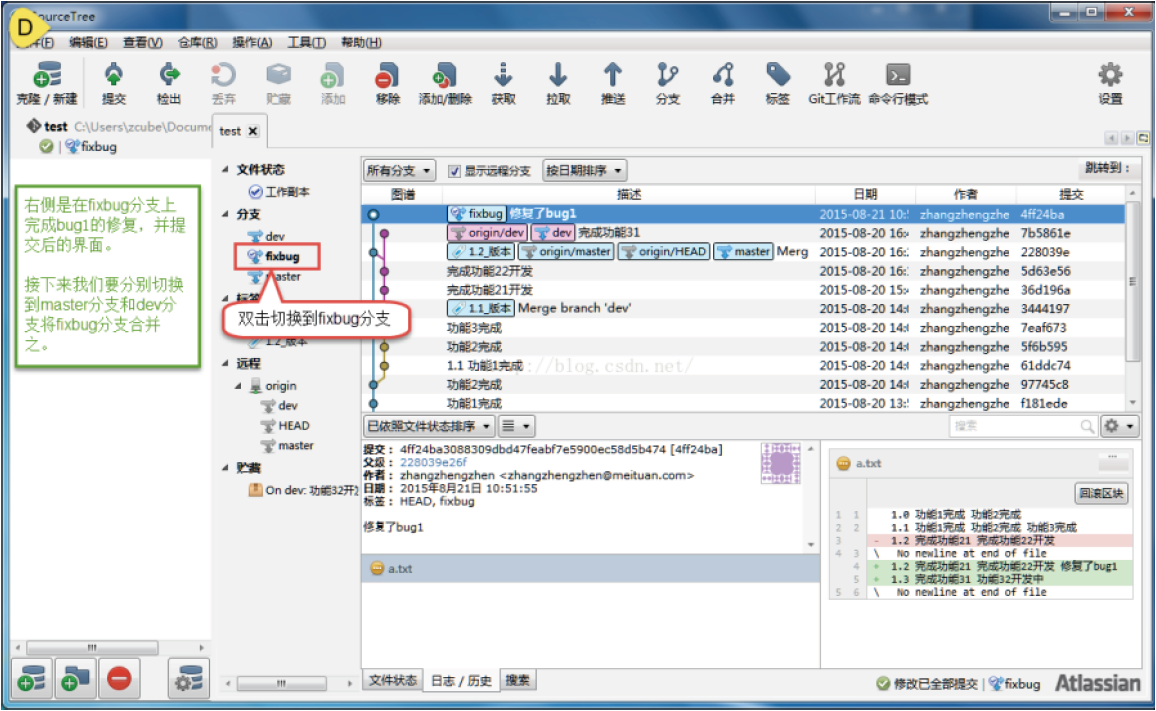 D
SourceTree
编辑(E) 查看(V) 仓库(R) 操作(A) 工具(T) 帮助(H)
克隆 / 新建 提交 检出 丢弃 贮藏 添加 移除 添加/删除 获取 拉取 推送 分支 合并 标签 Git工作流 命令行模式 设置
test C:\Users\zcube\Docume
fixbug
test
右侧是在fixbug分支上
完成bug1的修复，并提
交后的界面。
接下来我们要分别切换
到master分支和dev分
支将fixbug分支合并
之。
文件状态
工作副本
分支
dev
fixbug
master
标签
双击切换到fixbug分支
1.2_版本
远程
origin
dev
HEAD
master
贮藏
On dev: 功能32开发
所有分支 显示远程分支 按日期排序 跳转到：
图谱 描述 日期 作者 提交
fixbug 修复了bug1 2015-08-21 10: zhangzhengzhe 4ff24ba
origin/dev dev 完成功能31 2015-08-20 16: zhangzhengzhe 7b5861e
1.2_版本 origin/master origin/HEAD master Merg 2015-08-20 16: zhangzhengzhe 228039e
完成功能22开发 2015-08-20 16: zhangzhengzhe 5d63e56
完成功能21开发 2015-08-20 15: zhangzhengzhe 36d196a
1.1_版本 Merge branch 'dev' 2015-08-20 14: zhangzhengzhe 3444197
功能3完成 2015-08-20 14: zhangzhengzhe 7eaf673
功能2完成 2015-08-20 14: zhangzhengzhe 5f6b595
1.1 功能1完成 2015-08-20 14: zhangzhengzhe 61ddc74
://blog.csdn.net/
功能2完成 2015-08-20 14: zhangzhengzhe 97745c8
功能1完成 2015-08-20 13: zhangzhengzhe f181ede
已依照文件状态排序 搜索
提交： 4ff24ba3088309dbd47feabf7e5900ec58d5b474 [4ff24ba]
父级： 228039e26f
作者： zhangzhengzhen <zhangzhengzhen@meituan.com>
日期： 2015年8月21日 10:51:55
标签： HEAD, fixbug
修复了bug1
a.txt
a.txt
回滚区块
1 1 1.0 功能1完成 功能2完成
2 2 1.1 功能1完成 功能2完成 功能3完成
3 - 1.2 完成功能21 完成功能22开发
4 3 \ No newline at end of file
4 + 1.2 完成功能21 完成功能22开发 修复了bug1
5 + 1.3 完成功能31 功能32开发中
5 6 \ No newline at end of file
文件状态 日志 / 历史 搜索
修改已全部提交 | fixbug Atlassian